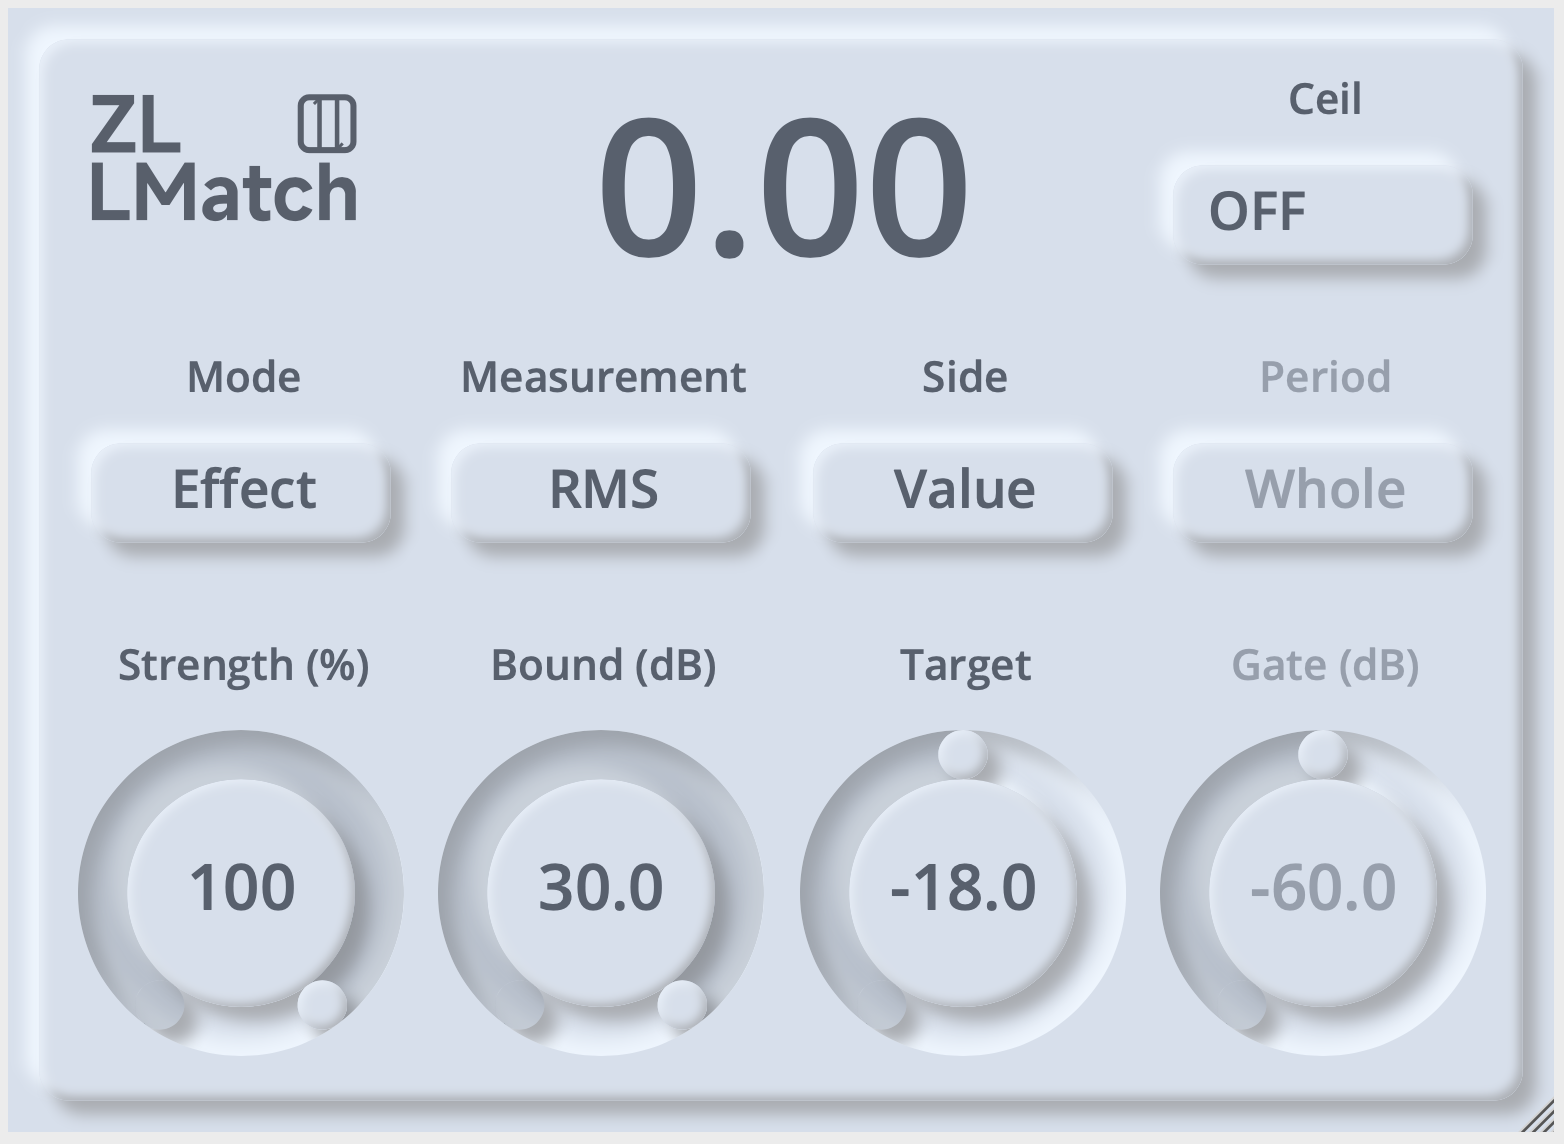 ZL
LMatch
0.00
Ceil
OFF
Mode
Measurement
Side
Period
Effect
RMS
Value
Whole
Strength (%)
Bound (dB)
Target
Gate (dB)
100
30.0
-18.0
-60.0